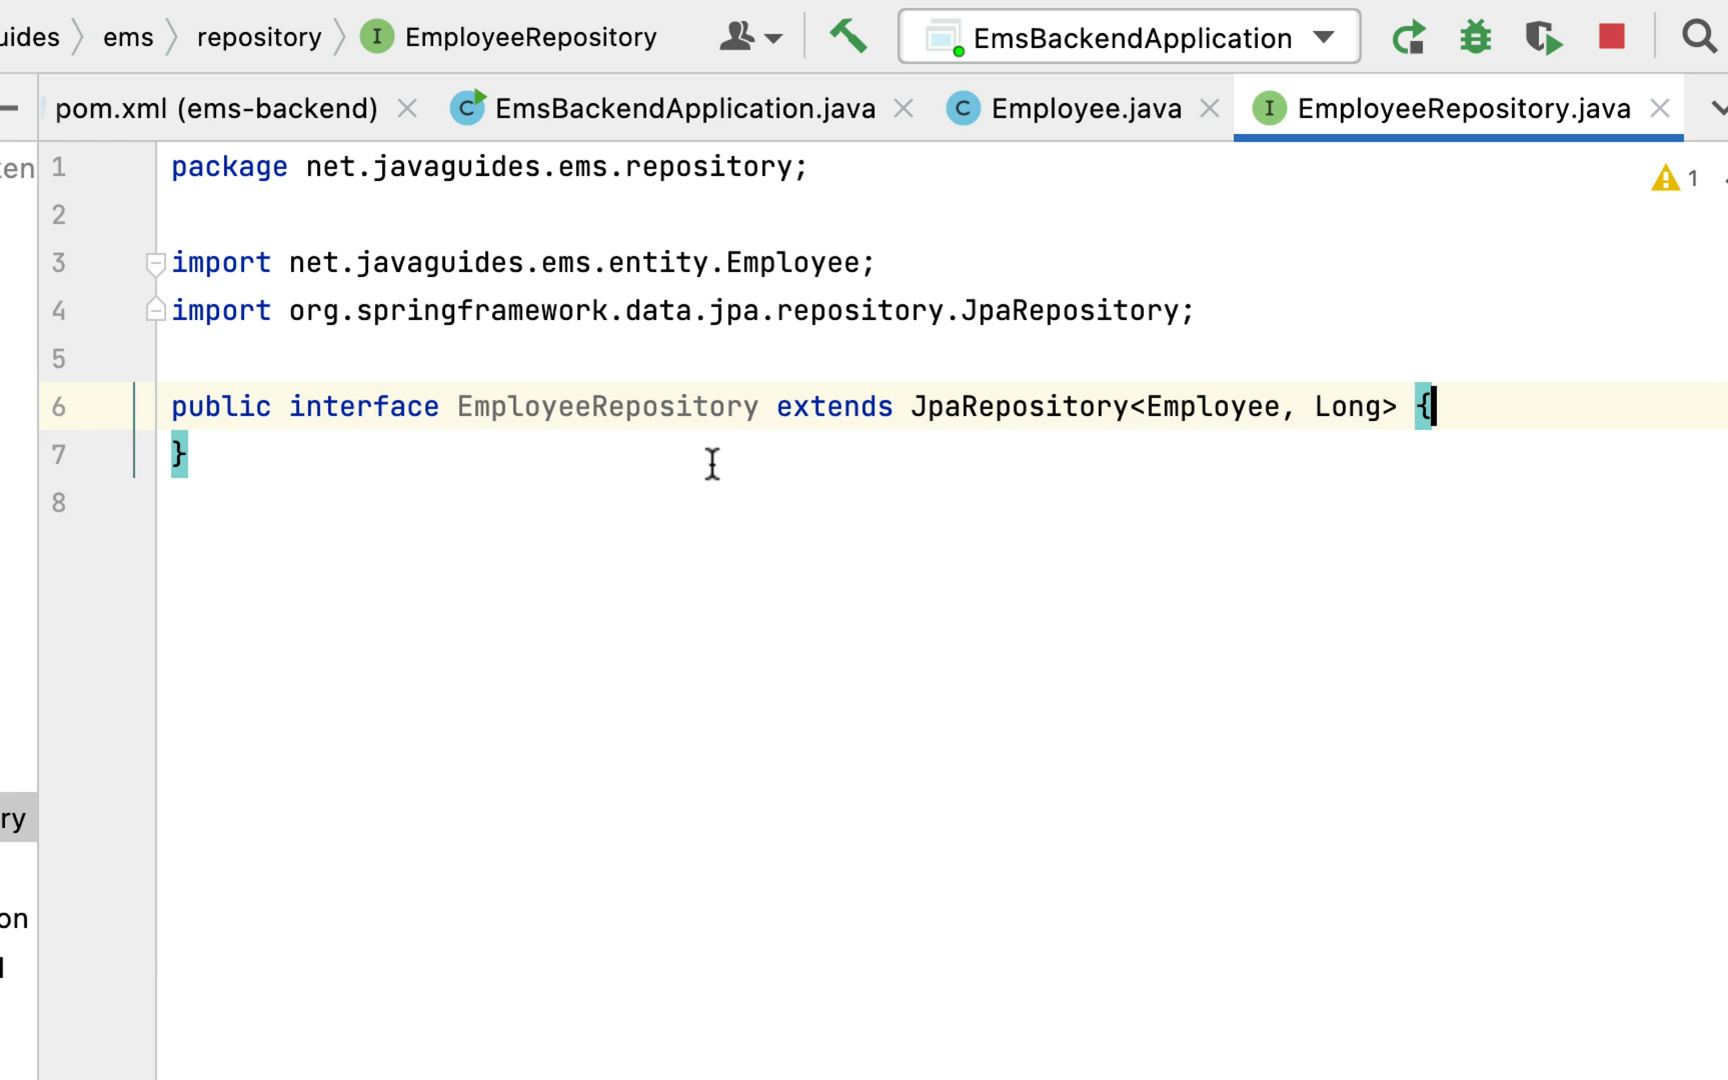 uides ems repository I EmployeeRepository EmsBackendApplication
pom.xml (ems-backend) C EmsBackendApplication.java C Employee.java I EmployeeRepository.java
1 package net.javaguides.ems.repository;
1
2
3 import net.javaguides.ems.entity.Employee;
4 import org.springframework.data.jpa.repository.JpaRepository;
5
6 public interface EmployeeRepository extends JpaRepository<Employee, Long> {
7 }
8
ry
on